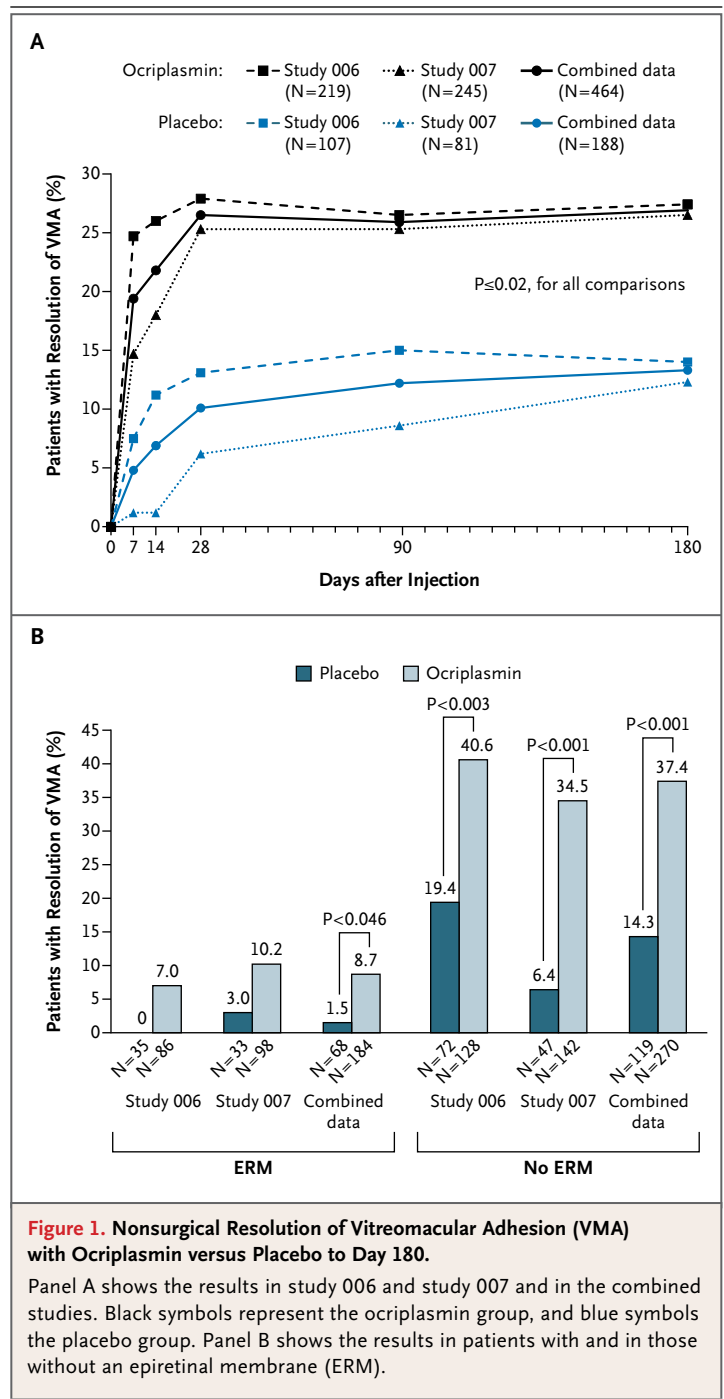 A
Ocriplasmin: Study 006 Study 007 Combined data
(N=219) (N=245) (N=464)
Placebo: Study 006 Study 007 Combined data
(N=107) (N=81) (N=188)
Patients with Resolution of VMA (%)
30
25
20
15
10
5
0
P≤0.02, for all comparisons
0 7 14 28 90 180
Days after Injection
B
Placebo Ocriplasmin
Patients with Resolution of VMA (%)
45
40
35
30
25
20
15
10
5
0
0 7.0 3.0 10.2 P<0.046 1.5 8.7 P<0.003 19.4 40.6 P<0.001 6.4 34.5 P<0.001 14.3 37.4
N=35 N=86 N=33 N=98 N=68 N=184 N=72 N=128 N=47 N=142 N=119 N=270
Study 006 Study 007 Combined Study 006 Study 007 Combined
data data
ERM No ERM
Figure 1. Nonsurgical Resolution of Vitreomacular Adhesion (VMA)
with Ocriplasmin versus Placebo to Day 180.
Panel A shows the results in study 006 and study 007 and in the combined
studies. Black symbols represent the ocriplasmin group, and blue symbols
the placebo group. Panel B shows the results in patients with and in those
without an epiretinal membrane (ERM).